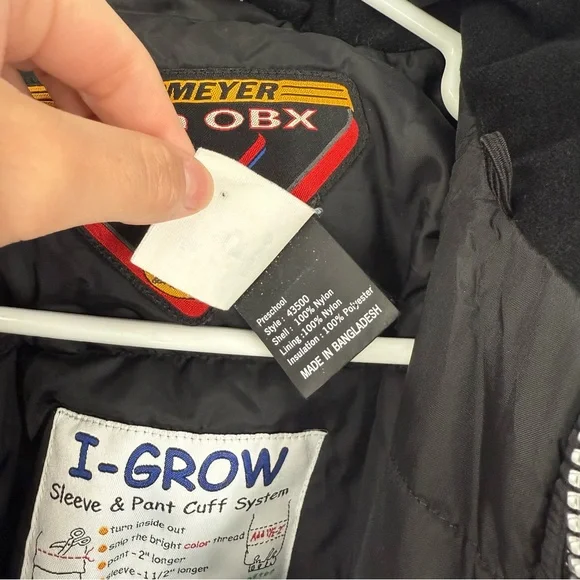 MEYER
OBX
Preschool
Style : 43500
Shell : 100% Nylon
Lining :100% Nylon
Insulation : 100% Polyester
MADE IN BANGLADESH
I-GROW
Sleeve & Pant Cuff System
turn inside out
snip the bright color thread
pant - 2" longer
sleeve - 1 1/2" longer